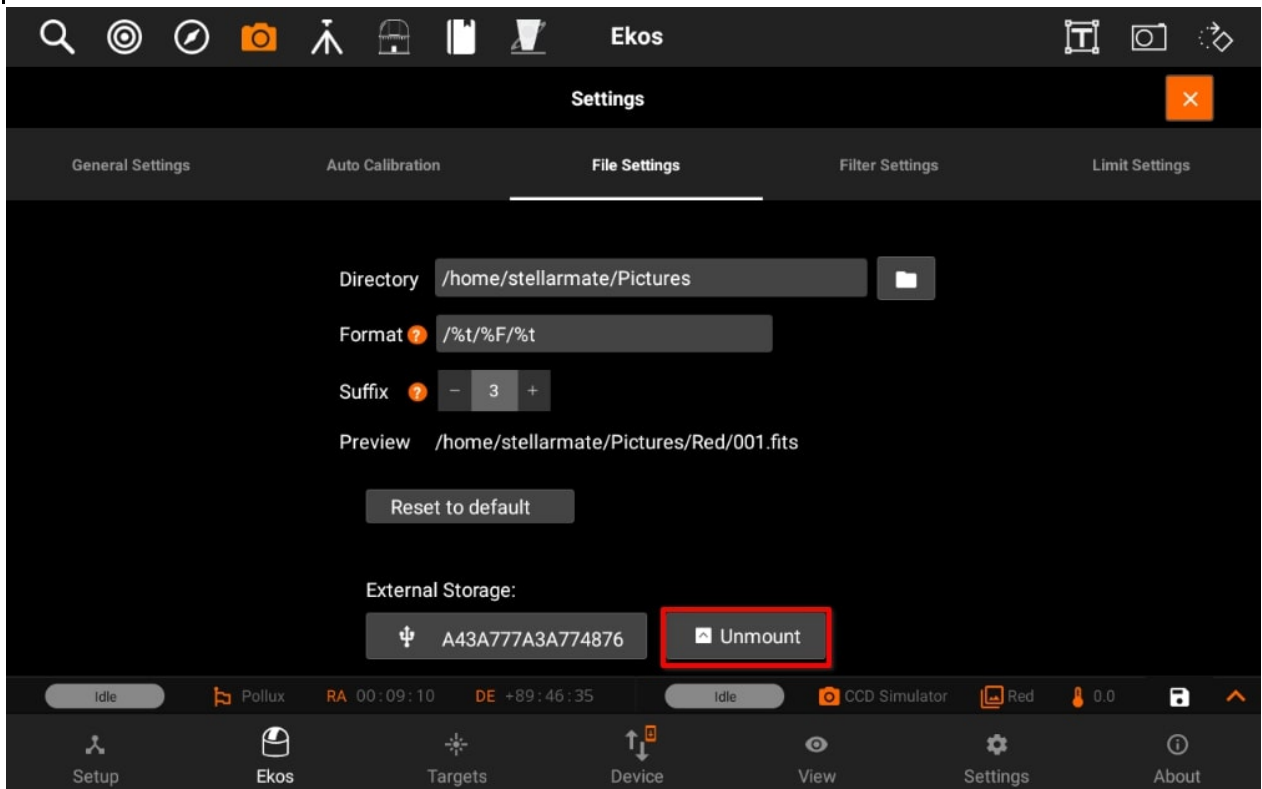 Ekos
T
Settings
×
General Settings Auto Calibration File Settings Filter Settings Limit Settings
Directory /home/stellarmate/Pictures
Format ? /%t/%F/%t
Suffix ? − 3 +
Preview /home/stellarmate/Pictures/Red/001.fits
Reset to default
External Storage:
A43A777A3A774876 Unmount
Idle Pollux RA 00:09:10 DE +89:46:35 Idle CCD Simulator Red 0.0
Setup Ekos Targets Device View Settings About